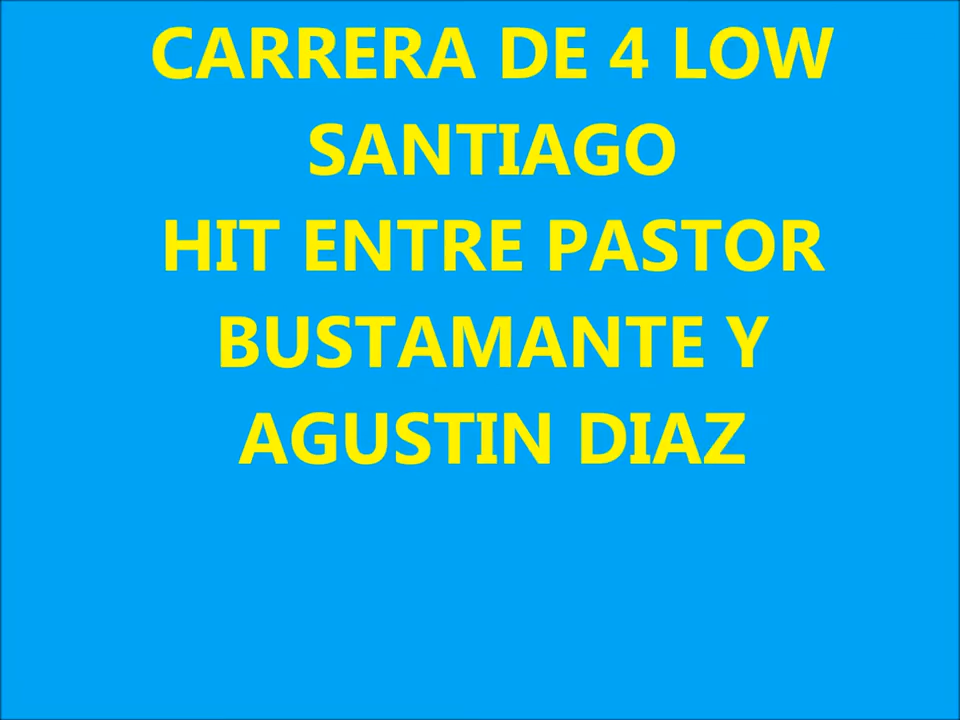 CARRERA DE 4 LOW
SANTIAGO
HIT ENTRE PASTOR
BUSTAMANTE Y
AGUSTIN DIAZ